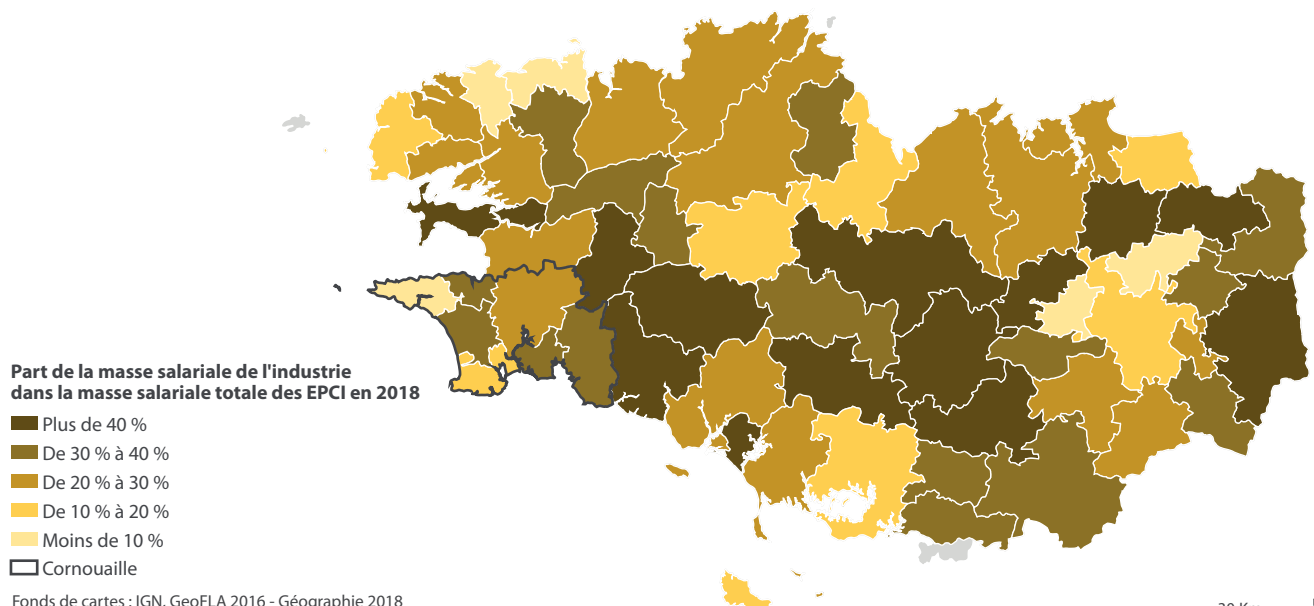 Part de la masse salariale de l'industrie
dans la masse salariale totale des EPCI en 2018
Plus de 40 %
De 30 % à 40 %
De 20 % à 30 %
De 10 % à 20 %
Moins de 10 %
Cornouaille
Fonds de cartes : IGN, GeoFLA 2016 - Géographie 2018